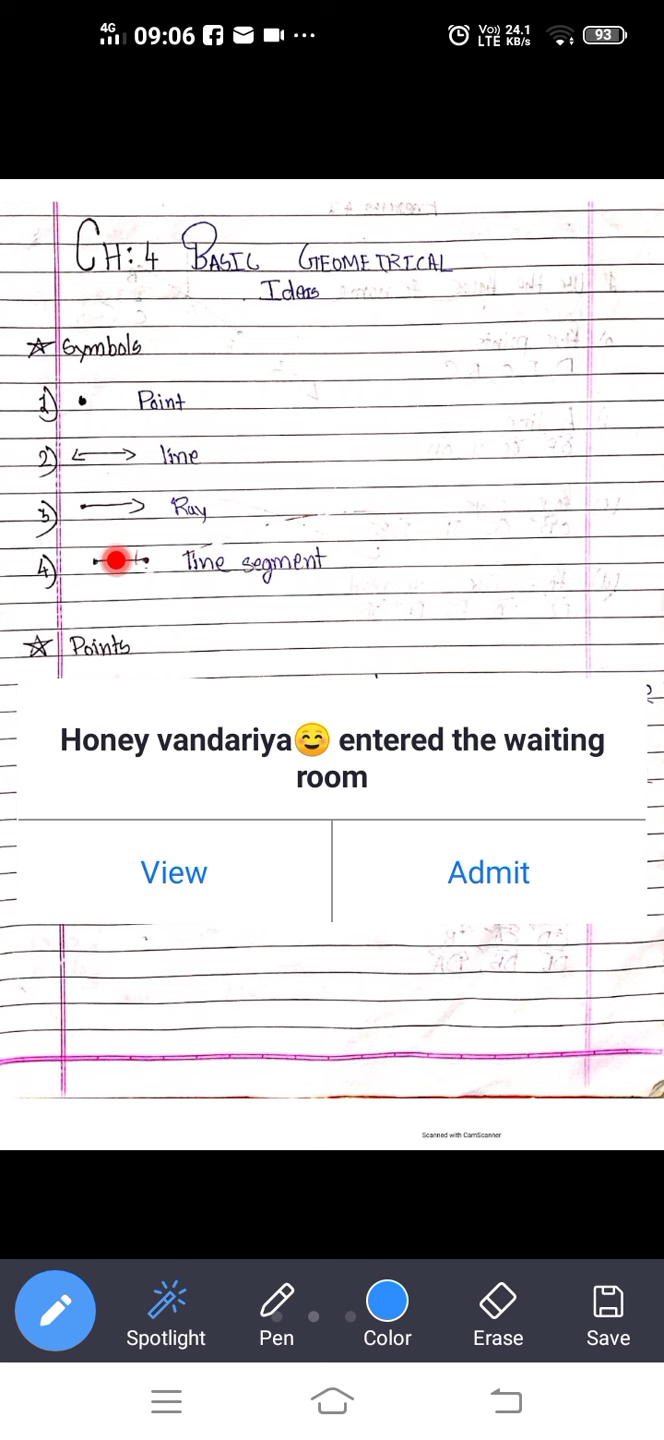 4G 09:06 ... Vo)) 24.1 LTE KB/s 93
CH:4 BASIC GEOMETRICAL
Ideas
☆ Symbols
1) • Point
2) ⟷ line
3) •→ Ray
4) line segment
☆ Points
Honey vandariya😊 entered the waiting
room
View Admit
Scanned with CamScanner
Spotlight Pen Color Erase Save